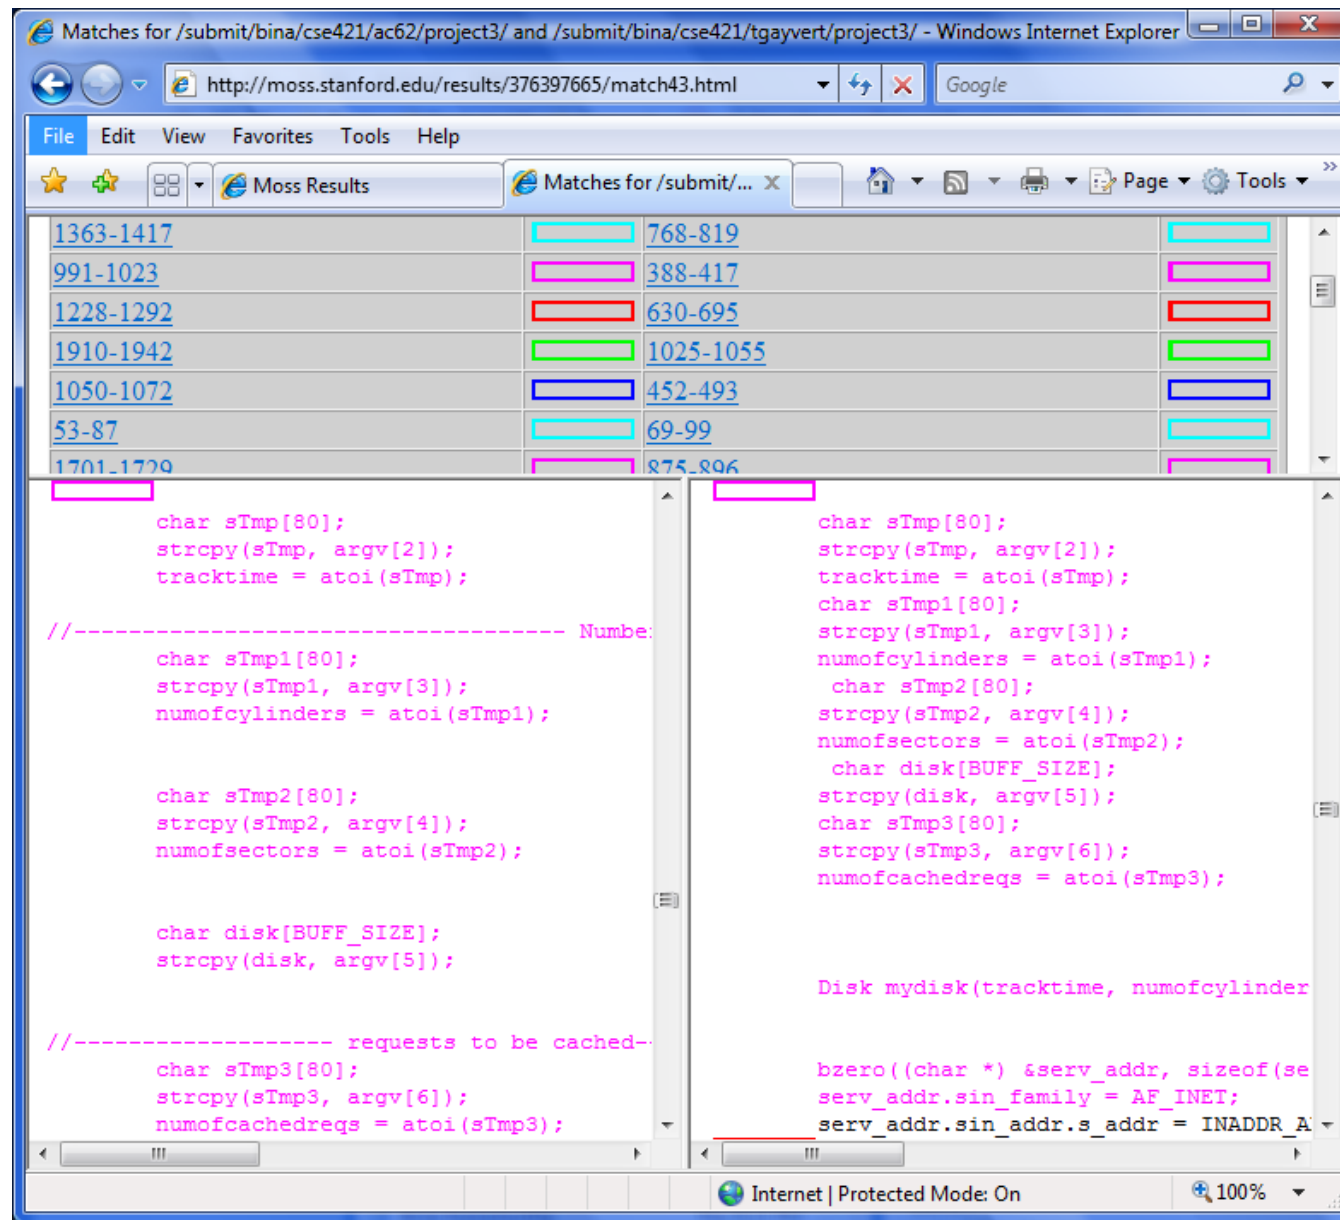 Matches for /submit/bina/cse421/ac62/project3/ and /submit/bina/cse421/tgayvert/project3/ - Windows Internet Explorer
http://moss.stanford.edu/results/376397665/match43.html Google
File Edit View Favorites Tools Help
Moss Results Matches for /submit/... x Page Tools »
1363-1417 768-819
991-1023 388-417
1228-1292 630-695
1910-1942 1025-1055
1050-1072 452-493
53-87 69-99
1701-1729 875-896
char sTmp[80];
strcpy(sTmp, argv[2]);
tracktime = atoi(sTmp);
//------------------------------------ Number
char sTmp1[80];
strcpy(sTmp1, argv[3]);
numofcylinders = atoi(sTmp1);
char sTmp2[80];
strcpy(sTmp2, argv[4]);
numofsectors = atoi(sTmp2);
char disk[BUFF_SIZE];
strcpy(disk, argv[5]);
//------------------- requests to be cached--
char sTmp3[80];
strcpy(sTmp3, argv[6]);
numofcachedreqs = atoi(sTmp3);
char sTmp[80];
strcpy(sTmp, argv[2]);
tracktime = atoi(sTmp);
char sTmp1[80];
strcpy(sTmp1, argv[3]);
numofcylinders = atoi(sTmp1);
char sTmp2[80];
strcpy(sTmp2, argv[4]);
numofsectors = atoi(sTmp2);
char disk[BUFF_SIZE];
strcpy(disk, argv[5]);
char sTmp3[80];
strcpy(sTmp3, argv[6]);
numofcachedreqs = atoi(sTmp3);
Disk mydisk(tracktime, numofcylinder
bzero((char *) &serv_addr, sizeof(se
serv_addr.sin_family = AF_INET;
serv_addr.sin_addr.s_addr = INADDR_A
Internet | Protected Mode: On 100%